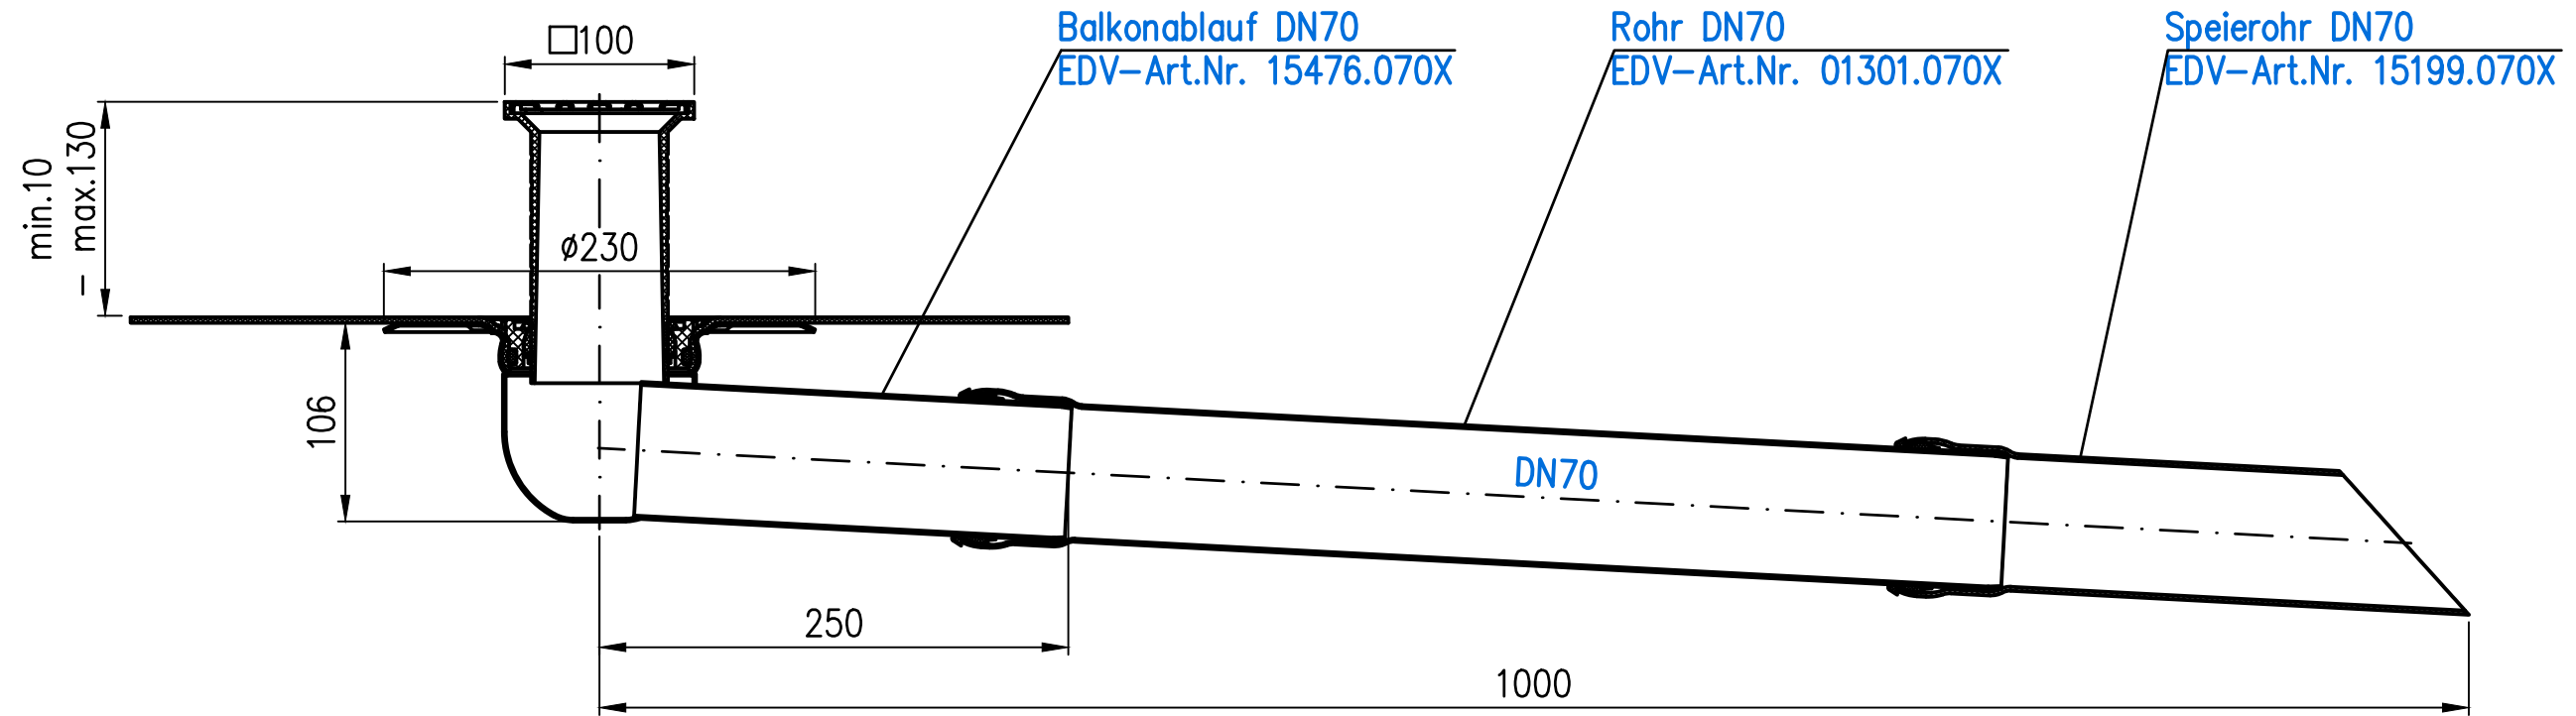 Balkonablauf DN70
EDV-Art.Nr. 15476.070X
Rohr DN70
EDV-Art.Nr. 01301.070X
Speierohr DN70
EDV-Art.Nr. 15199.070X
□100
min.10
- max.130
ø230
106
DN70
250
1000